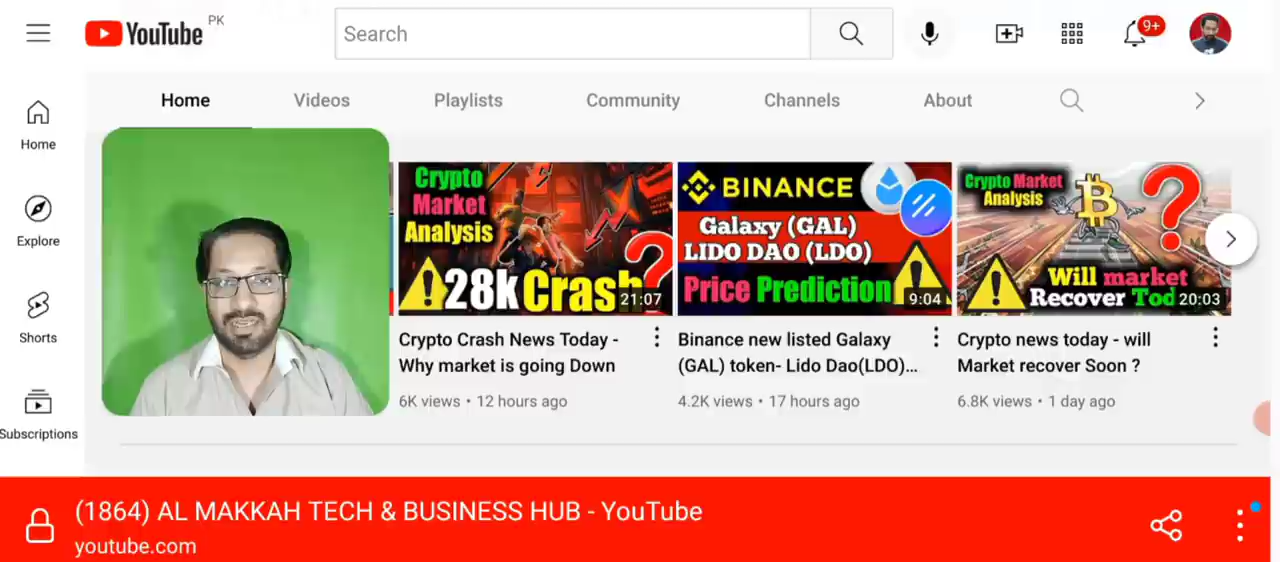 YouTube PK
Search
9+
Home
Videos
Playlists
Community
Channels
About
Home
Explore
Shorts
Subscriptions
Crypto
Market
Analysis
28k Crash
21:07
Crypto Crash News Today -
Why market is going Down
6K views • 12 hours ago
BINANCE
Galaxy (GAL)
LIDO DAO (LDO)
Price Prediction
9:04
Binance new listed Galaxy
(GAL) token- Lido Dao(LDO)...
4.2K views • 17 hours ago
Crypto Market
Analysis
Will market
Recover Tod
20:03
Crypto news today - will
Market recover Soon ?
6.8K views • 1 day ago
(1864) AL MAKKAH TECH & BUSINESS HUB - YouTube
youtube.com